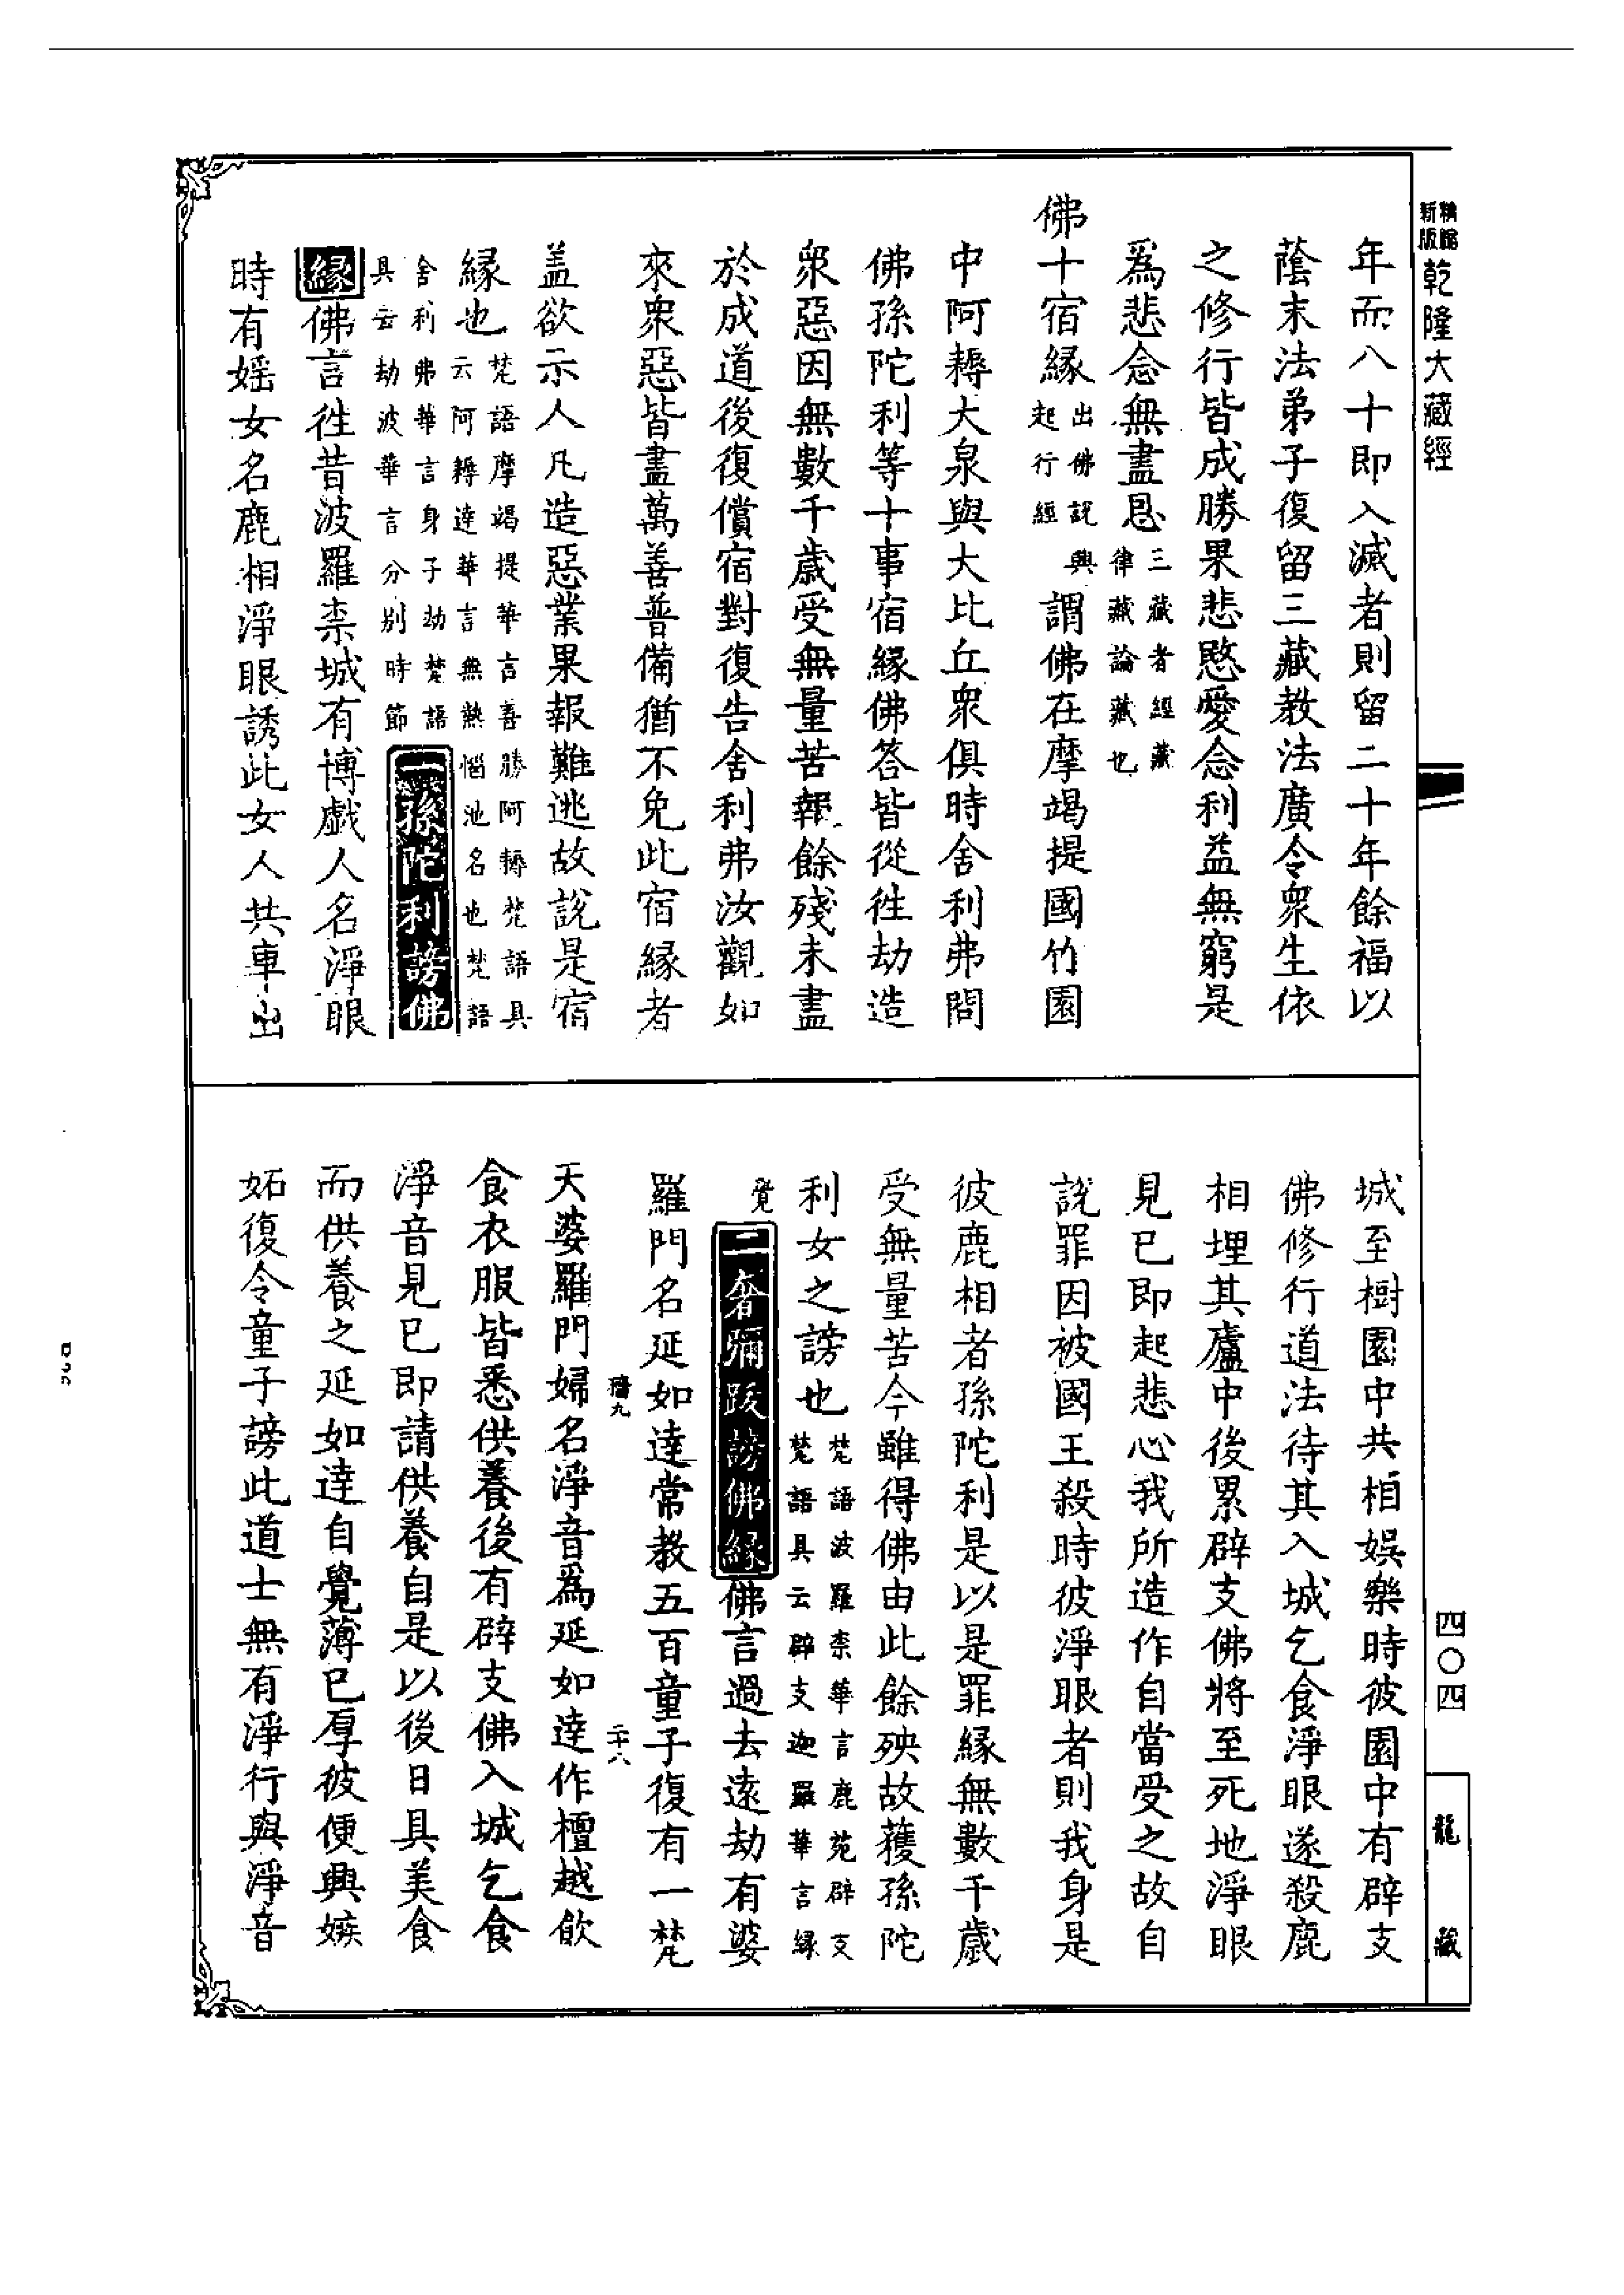 精縮新版
乾隆大藏經
年而八十即入滅者則留二十年餘福以
蔭末法弟子復留三藏教法廣令衆生依
之修行皆成勝果悲愍愛念利益無窮是
爲悲念無盡恩三藏者經藏律藏論藏也
佛十宿緣出佛說興起行經謂佛在摩竭提國竹園
中阿耨大泉與大比丘衆俱時舍利弗問
佛孫陀利等十事宿緣佛答皆從徃劫造
衆惡因無數千歲受無量苦報餘殘未盡
於成道後復償宿對復告舍利弗汝觀如
來衆惡皆盡萬善普備猶不免此宿緣者
盖欲示人凡造惡業果報難逃故說是宿
緣也梵語摩竭提華言善勝阿耨梵語具云阿耨達華言無熱惱池名也梵語
舍利弗華言身子劫梵語具云劫波華言分別時節一孫陀利謗佛
緣佛言徃昔波羅柰城有博戲人名淨眼
時有婬女名鹿相淨眼誘此女人共車出
城至樹園中共相娛樂時彼園中有辟支
佛修行道法待其入城乞食淨眼遂殺鹿
相埋其廬中後累辟支佛將至死地淨眼
見已即起悲心我所造作自當受之故自
說罪因被國王殺時彼淨眼者則我身是
彼鹿相者孫陀利是以是罪緣無數千歲
受無量苦今雖得佛由此餘殃故獲孫陀
利女之謗也梵語波羅柰華言鹿苑辟支梵語具云辟支迦羅華言緣
覺二奢彌跋謗佛緣佛言過去遠劫有婆
羅門名延如達常教五百童子復有一梵
天婆羅門婦名淨音爲延如達作檀越飲
食衣服皆悉供養後有辟支佛入城乞食
淨音見已即請供養自是以後日具美食
而供養之延如達自覺薄已厚彼便興嫉
妬復令童子謗此道士無有淨行與淨音
二十八
四〇四
龍藏